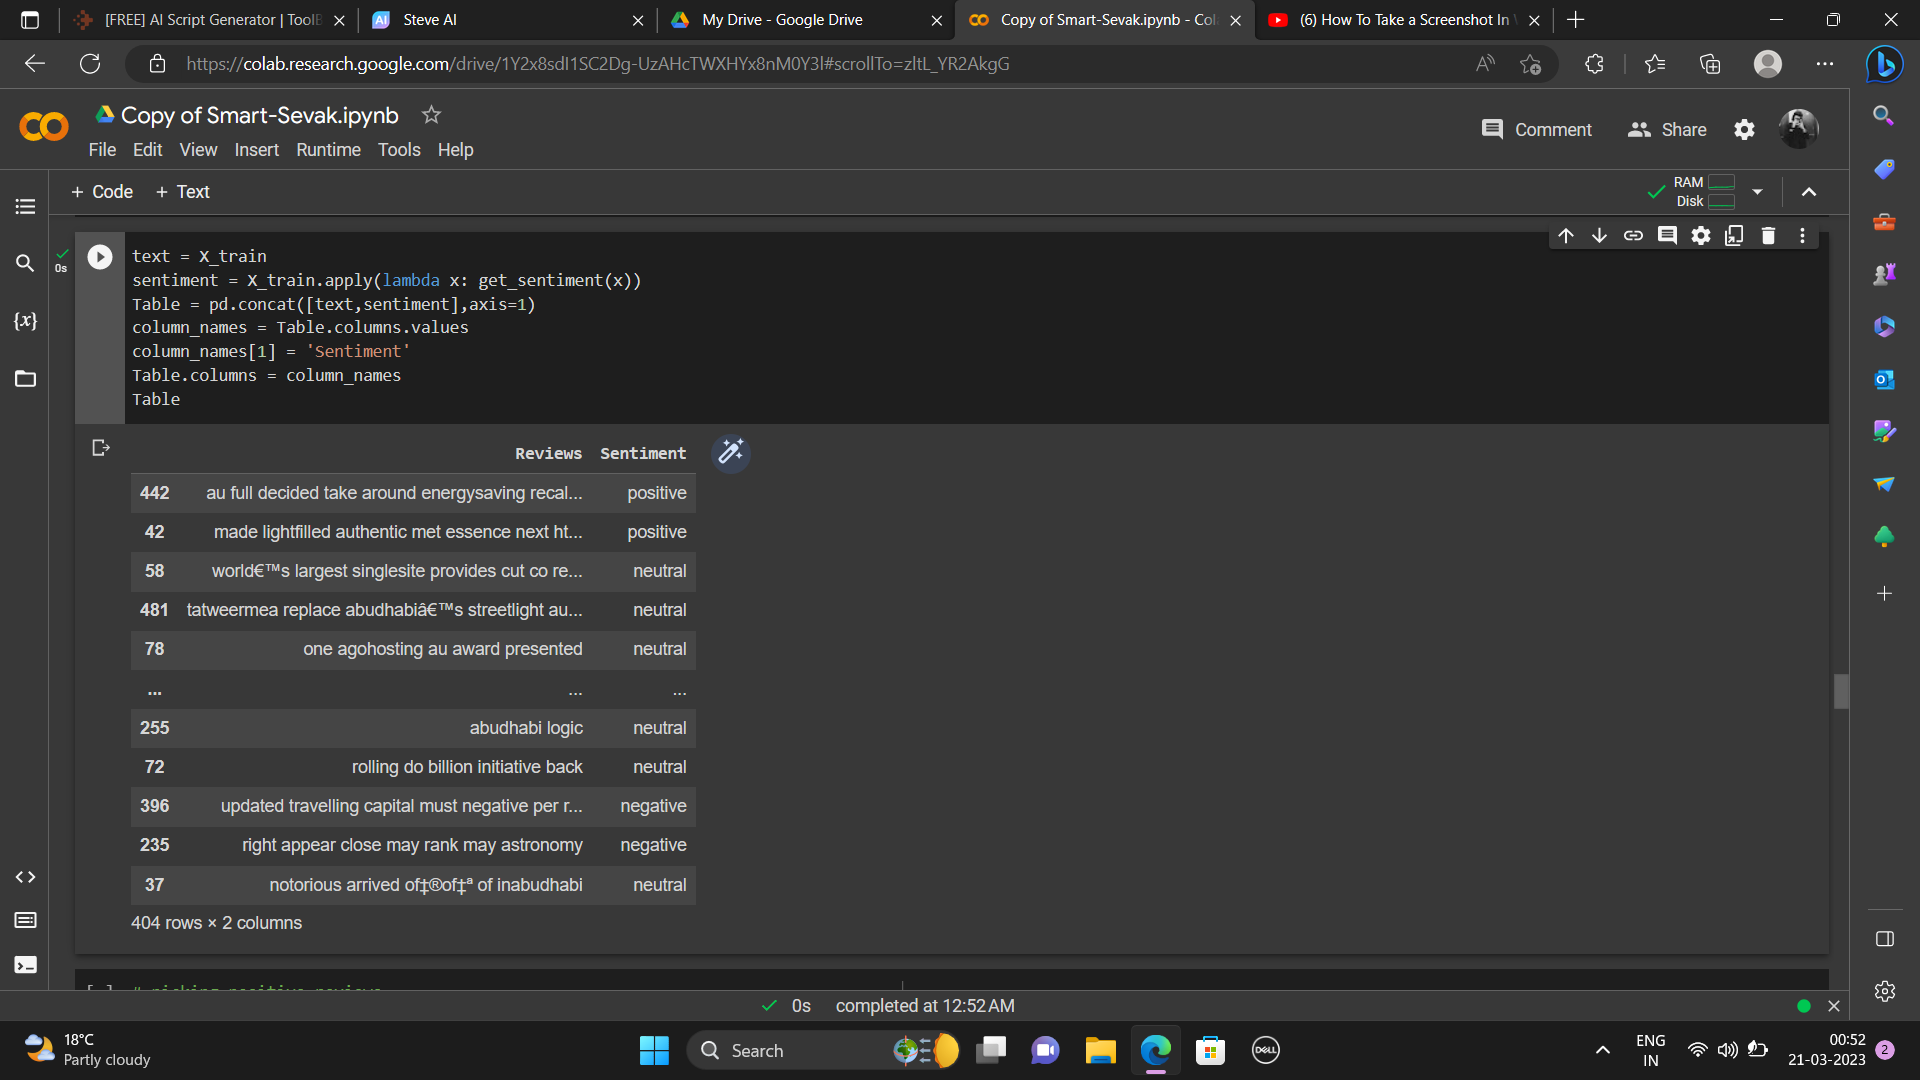 [FREE] AI Script Generator | ToolB
Steve AI
My Drive - Google Drive
Copy of Smart-Sevak.ipynb - Col
(6) How To Take a Screenshot In
https://colab.research.google.com/drive/1Y2x8sdI1SC2Dg-UzAHcTWXHYx8nM0Y3l#scrollTo=zltL_YR2AkgG
Copy of Smart-Sevak.ipynb
File Edit View Insert Runtime Tools Help
Comment
Share
+ Code + Text
RAM
Disk
0s
text = X_train
sentiment = X_train.apply(lambda x: get_sentiment(x))
Table = pd.concat([text,sentiment],axis=1)
column_names = Table.columns.values
column_names[1] = 'Sentiment'
Table.columns = column_names
Table
Reviews Sentiment
442 au full decided take around energysaving recal... positive
42 made lightfilled authentic met essence next ht... positive
58 world€™s largest singlesite provides cut co re... neutral
481 tatweermea replace abudhabiâ€™s streetlight au... neutral
78 one agohosting au award presented neutral
... ... ...
255 abudhabi logic neutral
72 rolling do billion initiative back neutral
396 updated travelling capital must negative per r... negative
235 right appear close may rank may astronomy negative
37 notorious arrived of‡®of‡ª of inabudhabi neutral
404 rows × 2 columns
[ ] # picking positive reviews
0s completed at 12:52 AM
18°C
Partly cloudy
Search
DELL
ENG
IN
00:52
21-03-2023
2